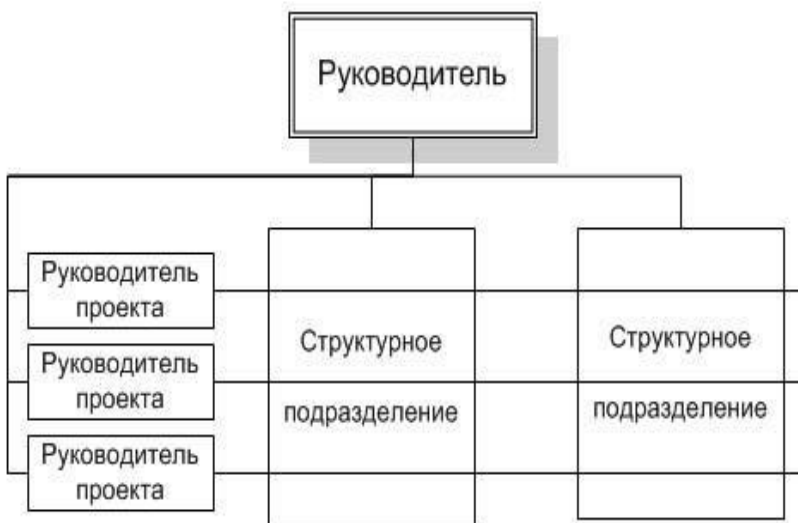 Руководитель
Руководитель
проекта
Руководитель
проекта
Руководитель
проекта
Структурное
подразделение
Структурное
подразделение